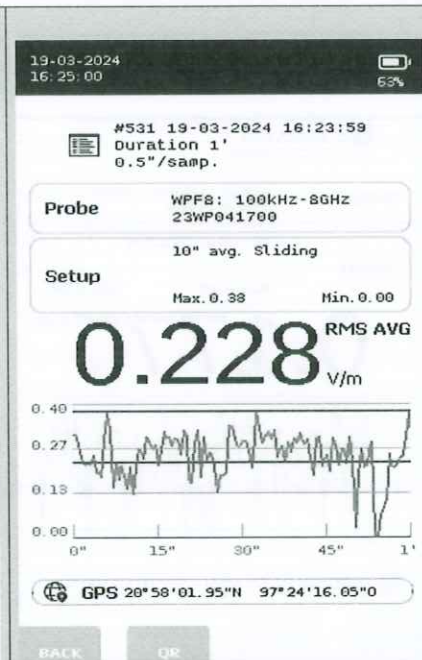 19-03-2024
16:25:00
63%
#531 19-03-2024 16:23:59
Duration 1'
0.5"/samp.
Probe
WPF8: 100kHz-8GHz
23WP041700
Setup
10" avg. Sliding
Max.0.38 Min.0.00
0.228 RMS AVG
V/m
0.40
0.27
0.13
0.00
0" 15" 30" 45" 1'
GPS 20°58'01.95"N 97°24'16.05"O
BACK QR